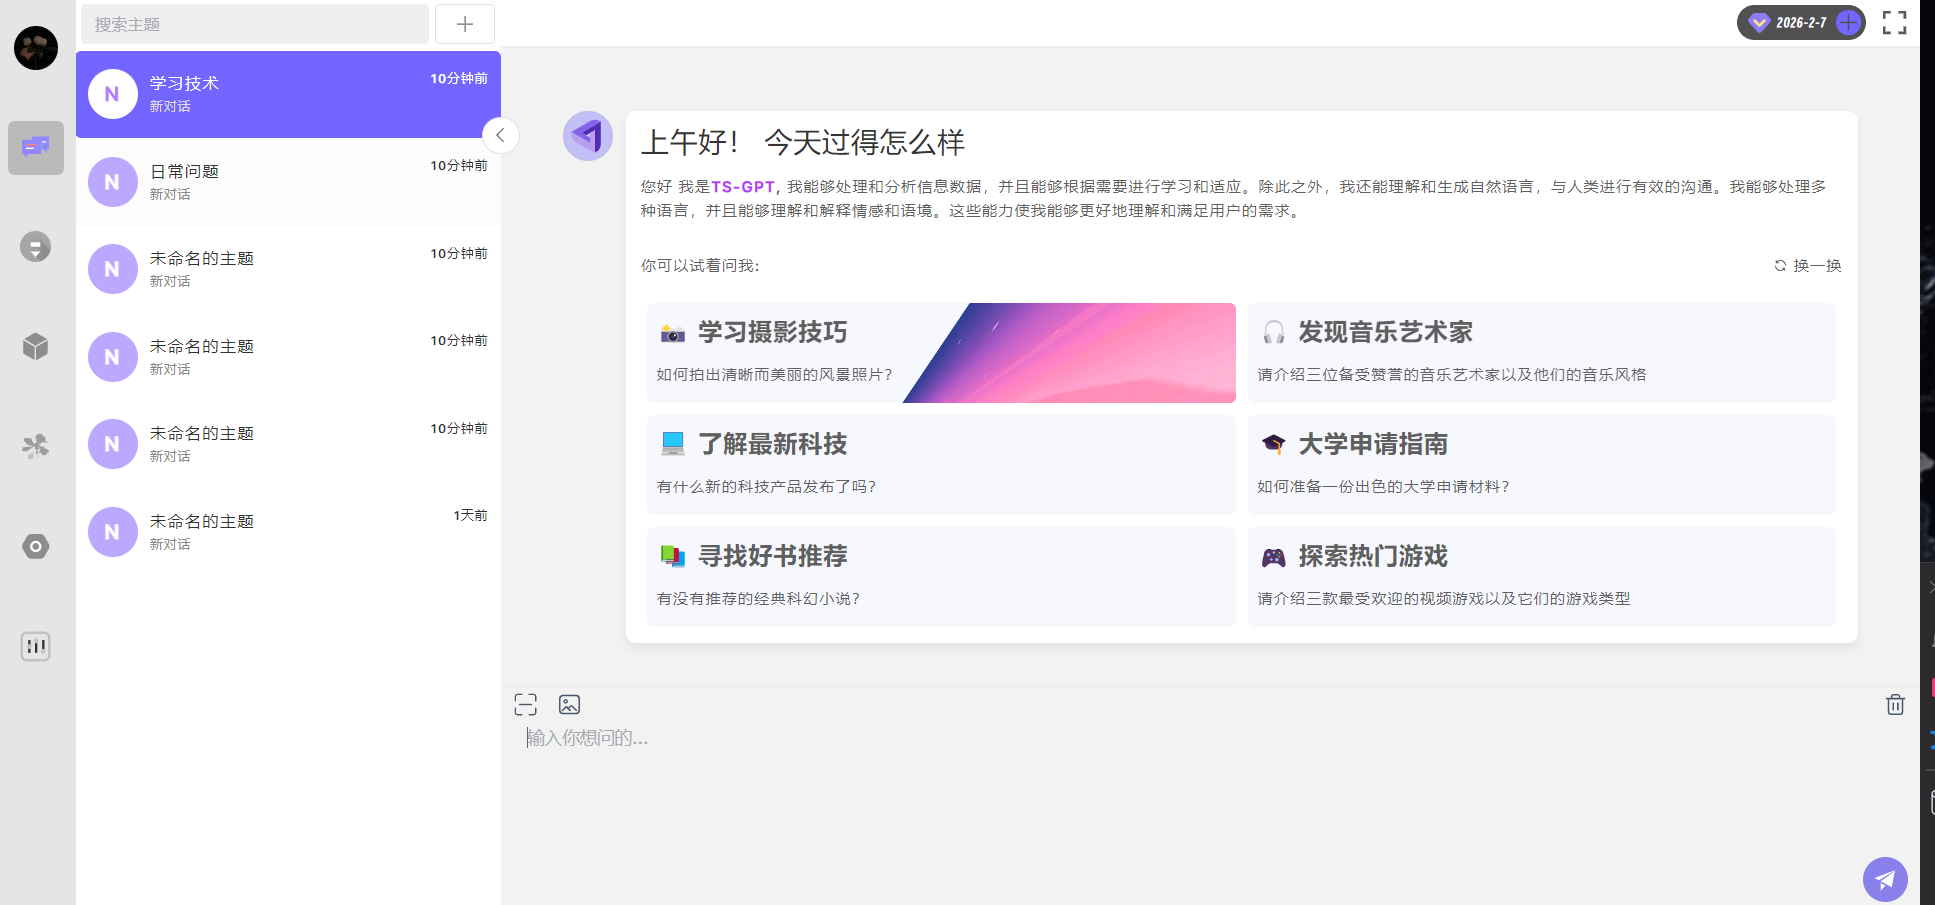 搜索主题
2026-2-7
N
学习技术
10分钟前
新对话
N
日常问题
10分钟前
新对话
N
未命名的主题
10分钟前
新对话
N
未命名的主题
10分钟前
新对话
N
未命名的主题
10分钟前
新对话
N
未命名的主题
1天前
新对话
上午好！ 今天过得怎么样
您好 我是TS-GPT, 我能够处理和分析信息数据，并且能够根据需要进行学习和适应。除此之外，我还能理解和生成自然语言，与人类进行有效的沟通。我能够处理多
种语言，并且能够理解和解释情感和语境。这些能力使我能够更好地理解和满足用户的需求。
你可以试着问我:
换一换
学习摄影技巧
如何拍出清晰而美丽的风景照片？
发现音乐艺术家
请介绍三位备受赞誉的音乐艺术家以及他们的音乐风格
了解最新科技
有什么新的科技产品发布了吗？
大学申请指南
如何准备一份出色的大学申请材料？
寻找好书推荐
有没有推荐的经典科幻小说？
探索热门游戏
请介绍三款最受欢迎的视频游戏以及它们的游戏类型
输入你想问的...